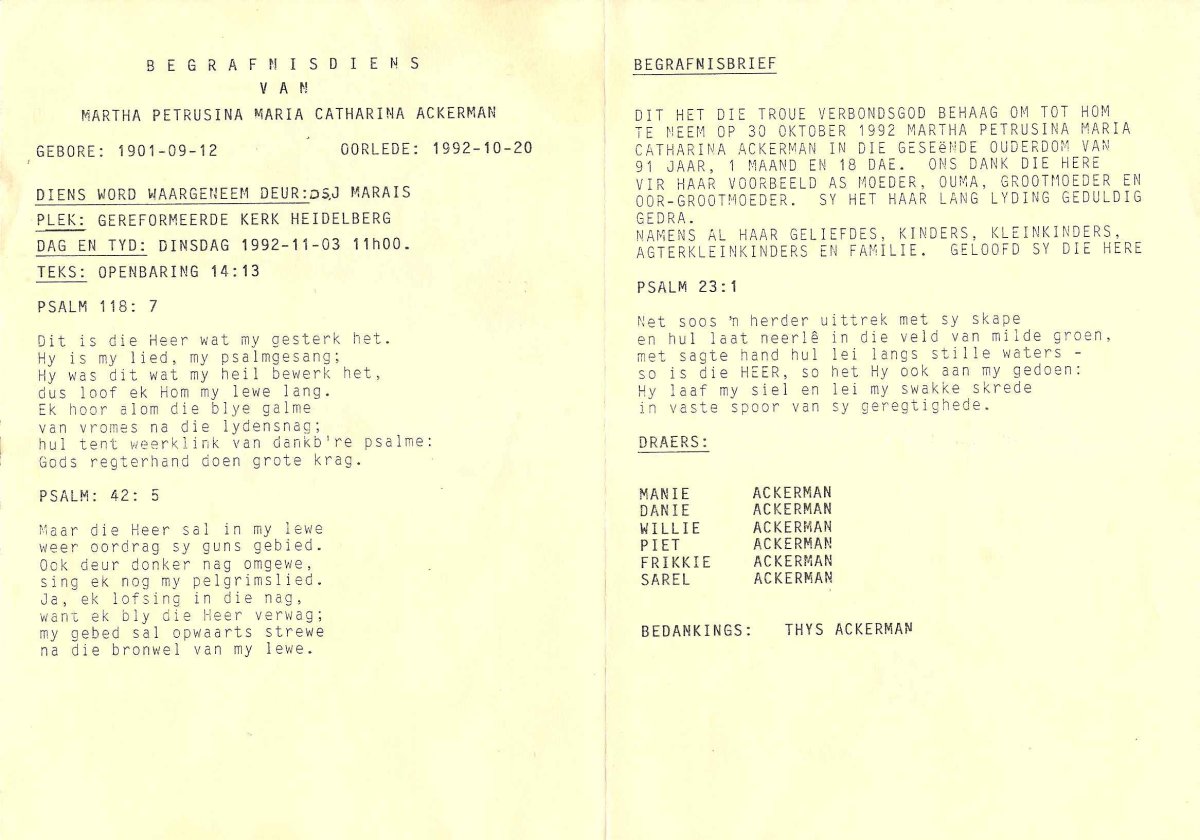 BEGRAFNISDIENS
VAN
MARTHA PETRUSINA MARIA CATHARINA ACKERMAN
GEBORE: 1901-09-12 OORLEDE: 1992-10-20
DIENS WORD WAARGENEEM DEUR: DS J MARAIS
PLEK: GEREFORMEERDE KERK HEIDELBERG
DAG EN TYD: DINSDAG 1992-11-03 11h00.
TEKS: OPENBARING 14:13
PSALM 118: 7
Dit is die Heer wat my gesterk het.
Hy is my lied, my psalmgesang;
Hy was dit wat my heil bewerk het,
dus loof ek Hom my lewe lang.
Ek hoor alom die blye galme
van vromes na die lydensnag;
hul tent weerklink van dankb're psalme:
Gods regterhand doen grote krag.
PSALM: 42: 5
Maar die Heer sal in my lewe
weer oordrag sy guns gebied.
Ook deur donker nag omgewe,
sing ek nog my pelgrimslied.
Ja, ek lofsing in die nag,
want ek bly die Heer verwag;
my gebed sal opwaarts strewe
na die bronwel van my lewe.
BEGRAFNISBRIEF
DIT HET DIE TROUE VERBONDSGOD BEHAAG OM TOT HOM
TE NEEM OP 30 OKTOBER 1992 MARTHA PETRUSINA MARIA
CATHARINA ACKERMAN IN DIE GESEëNDE OUDERDOM VAN
91 JAAR, 1 MAAND EN 18 DAE. ONS DANK DIE HERE
VIR HAAR VOORBEELD AS MOEDER, OUMA, GROOTMOEDER EN
OOR-GROOTMOEDER. SY HET HAAR LANG LYDING GEDULDIG
GEDRA.
NAMENS AL HAAR GELIEFDES, KINDERS, KLEINKINDERS,
AGTERKLEINKINDERS EN FAMILIE. GELOOFD SY DIE HERE
PSALM 23:1
Net soos 'n herder uittrek met sy skape
en hul laat neerlê in die veld van milde groen,
met sagte hand hul lei langs stille waters -
so is die HEER, so het Hy ook aan my gedoen:
Hy laaf my siel en lei my swakke skrede
in vaste spoor van sy geregtighede.
DRAERS:
MANIE ACKERMAN
DANIE ACKERMAN
WILLIE ACKERMAN
PIET ACKERMAN
FRIKKIE ACKERMAN
SAREL ACKERMAN
BEDANKINGS: THYS ACKERMAN